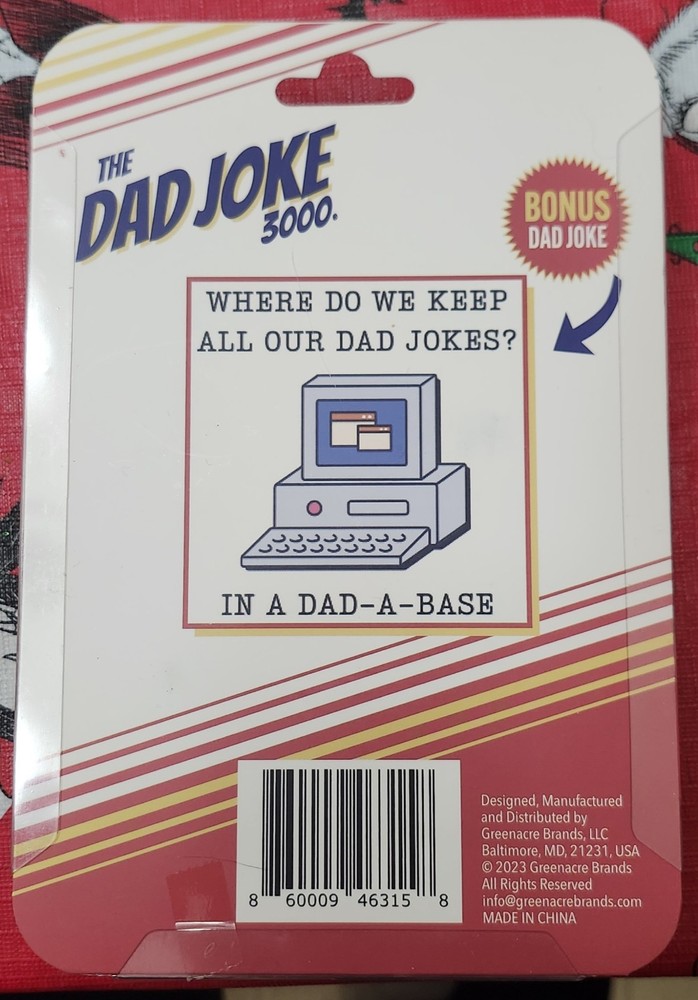 THE
DAD JOKE
3000.
BONUS
DAD JOKE
WHERE DO WE KEEP
ALL OUR DAD JOKES?
IN A DAD-A-BASE
8 60009 46315 8
Designed, Manufactured
and Distributed by
Greenacre Brands, LLC
Baltimore, MD, 21231, USA
© 2023 Greenacre Brands
All Rights Reserved
info@greenacrebrands.com
MADE IN CHINA